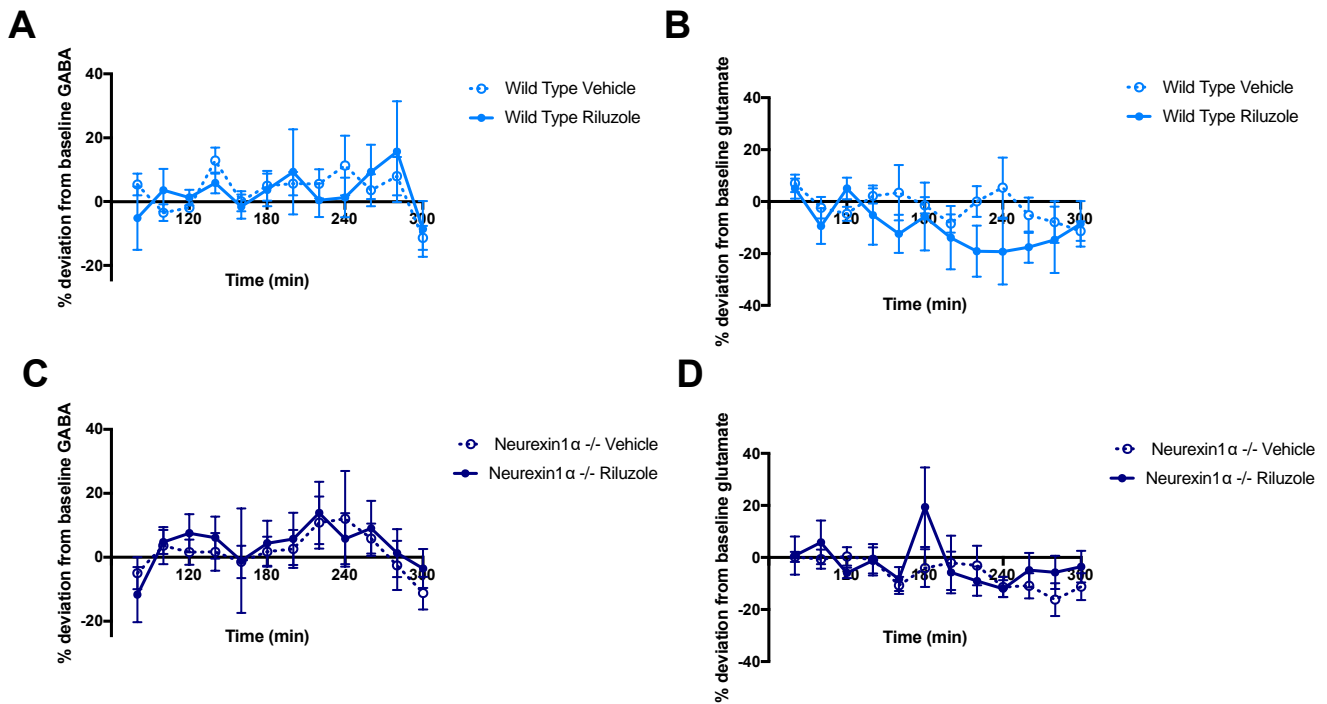 A
% deviation from baseline GABA
40
20
0
-20
120
180
240
300
Time (min)
Wild Type Vehicle
Wild Type Riluzole
B
% deviation from baseline glutamate
40
20
0
-20
-40
120
180
240
300
Time (min)
Wild Type Vehicle
Wild Type Riluzole
C
% deviation from baseline GABA
40
20
0
-20
120
180
240
300
Time (min)
Neurexin1α -/- Vehicle
Neurexin1α -/- Riluzole
D
% deviation from baseline glutamate
40
20
0
-20
-40
120
180
240
300
Time (min)
Neurexin1α -/- Vehicle
Neurexin1α -/- Riluzole